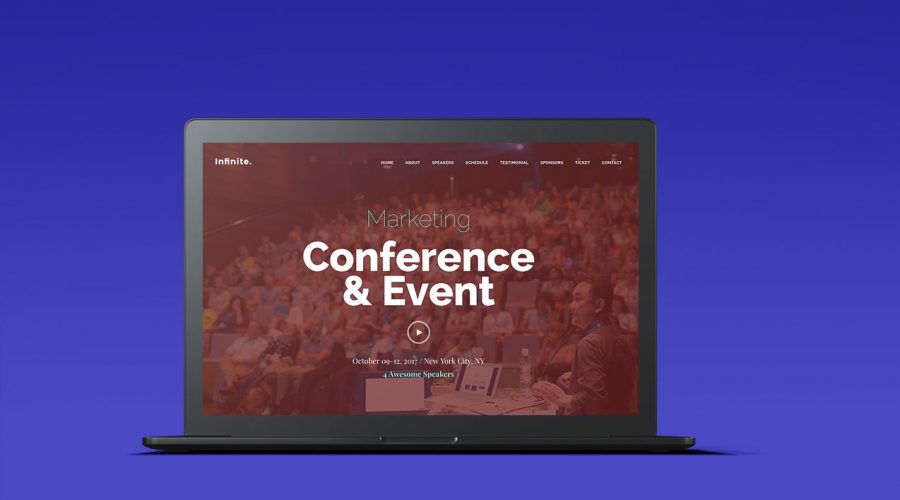 Infinite.
HOME ABOUT SPEAKERS SCHEDULE TESTIMONIAL SPONSORS TICKET CONTACT
Marketing
Conference
& Event
October 09-12, 2017 / New York City, NY
4 Awesome Speakers